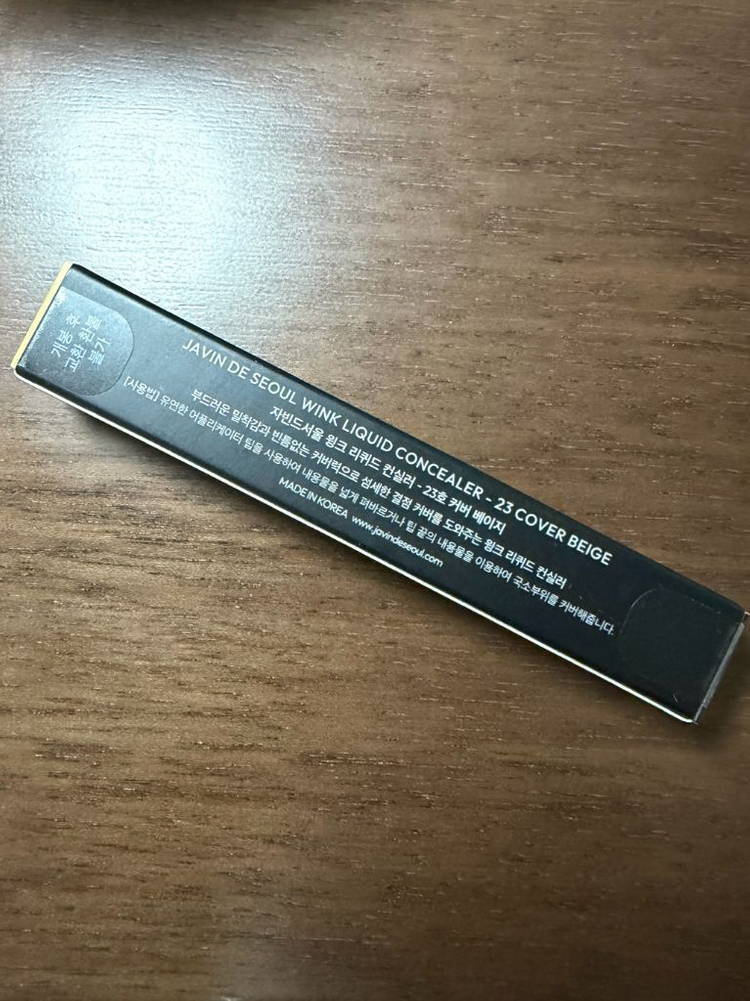 개봉 후 환불
교환 불가
JAVIN DE SEOUL WINK LIQUID CONCEALER - 23 COVER BEIGE
자빈드서울 윙크 리퀴드 컨실러 - 23호 커버 베이지
부드러운 밀착감과 빈틈없는 커버력으로 섬세한 결점 커버를 도와주는 윙크 리퀴드 컨실러
[사용법] 유연한 어플리케이터 팁을 사용하여 내용물을 넓게 펴바르거나 팁 끝의 내용물을 이용하여 국소부위를 커버해줍니다.
MADE IN KOREA www.javindeseoul.com